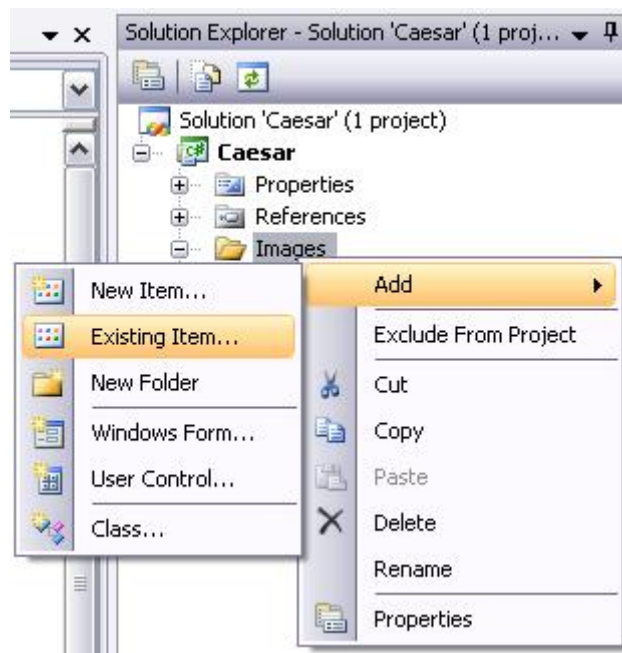 Solution Explorer - Solution 'Caesar' (1 proj...
Solution 'Caesar' (1 project)
Caesar
Properties
References
Images
New Item...
Existing Item...
New Folder
Windows Form...
User Control...
Class...
Add
Exclude From Project
Cut
Copy
Paste
Delete
Rename
Properties